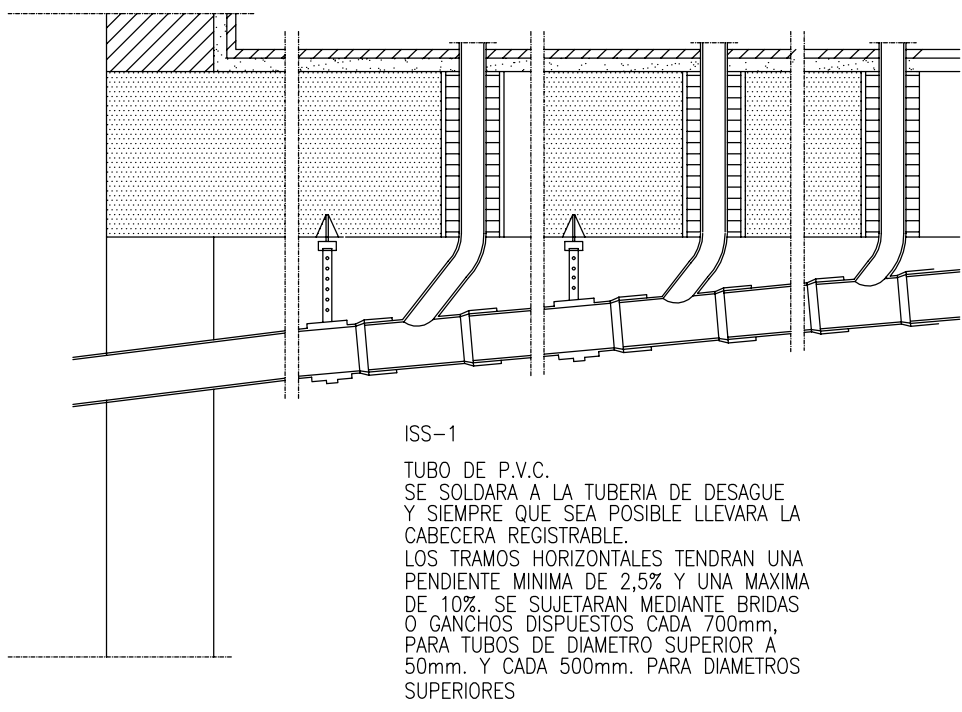 ISS-1
TUBO DE P.V.C.
SE SOLDARA A LA TUBERIA DE DESAGUE
Y SIEMPRE QUE SEA POSIBLE LLEVARA LA
CABECERA REGISTRABLE.
LOS TRAMOS HORIZONTALES TENDRAN UNA
PENDIENTE MINIMA DE 2,5% Y UNA MAXIMA
DE 10%. SE SUJETARAN MEDIANTE BRIDAS
O GANCHOS DISPUESTOS CADA 700mm,
PARA TUBOS DE DIAMETRO SUPERIOR A
50mm. Y CADA 500mm. PARA DIAMETROS
SUPERIORES